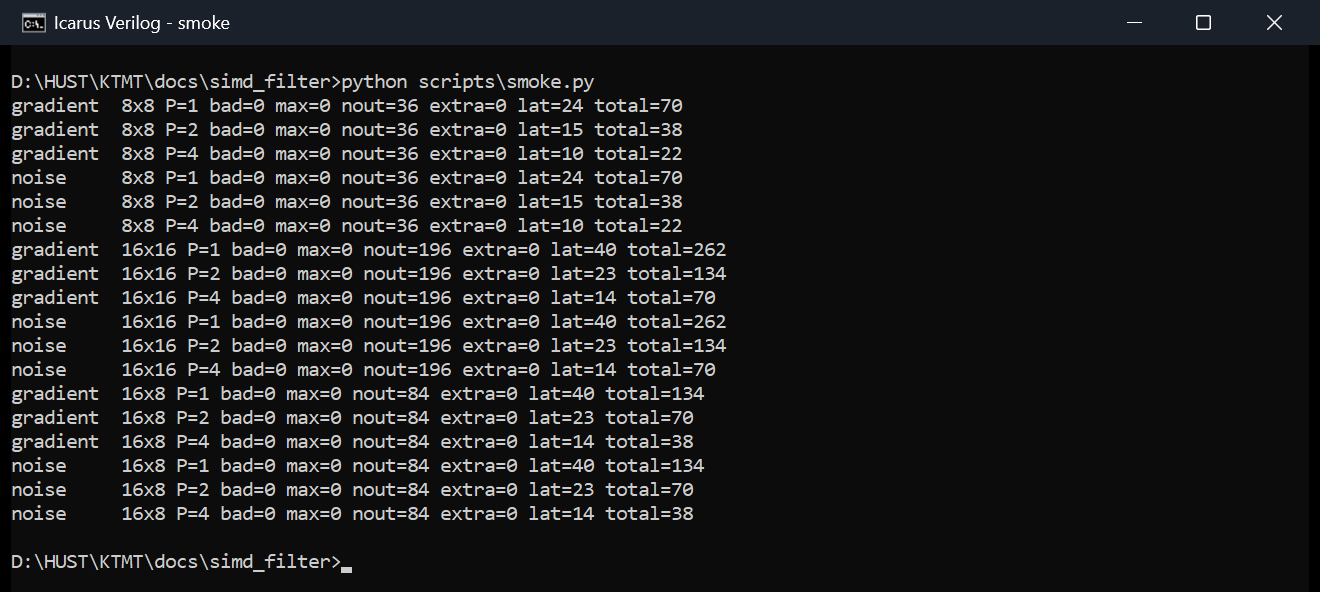 Icarus Verilog - smoke
D:\HUST\KTMT\docs\simd_filter>python scripts\smoke.py
gradient  8x8 P=1 bad=0 max=0 nout=36 extra=0 lat=24 total=70
gradient  8x8 P=2 bad=0 max=0 nout=36 extra=0 lat=15 total=38
gradient  8x8 P=4 bad=0 max=0 nout=36 extra=0 lat=10 total=22
noise     8x8 P=1 bad=0 max=0 nout=36 extra=0 lat=24 total=70
noise     8x8 P=2 bad=0 max=0 nout=36 extra=0 lat=15 total=38
noise     8x8 P=4 bad=0 max=0 nout=36 extra=0 lat=10 total=22
gradient  16x16 P=1 bad=0 max=0 nout=196 extra=0 lat=40 total=262
gradient  16x16 P=2 bad=0 max=0 nout=196 extra=0 lat=23 total=134
gradient  16x16 P=4 bad=0 max=0 nout=196 extra=0 lat=14 total=70
noise     16x16 P=1 bad=0 max=0 nout=196 extra=0 lat=40 total=262
noise     16x16 P=2 bad=0 max=0 nout=196 extra=0 lat=23 total=134
noise     16x16 P=4 bad=0 max=0 nout=196 extra=0 lat=14 total=70
gradient  16x8 P=1 bad=0 max=0 nout=84 extra=0 lat=40 total=134
gradient  16x8 P=2 bad=0 max=0 nout=84 extra=0 lat=23 total=70
gradient  16x8 P=4 bad=0 max=0 nout=84 extra=0 lat=14 total=38
noise     16x8 P=1 bad=0 max=0 nout=84 extra=0 lat=40 total=134
noise     16x8 P=2 bad=0 max=0 nout=84 extra=0 lat=23 total=70
noise     16x8 P=4 bad=0 max=0 nout=84 extra=0 lat=14 total=38
D:\HUST\KTMT\docs\simd_filter>